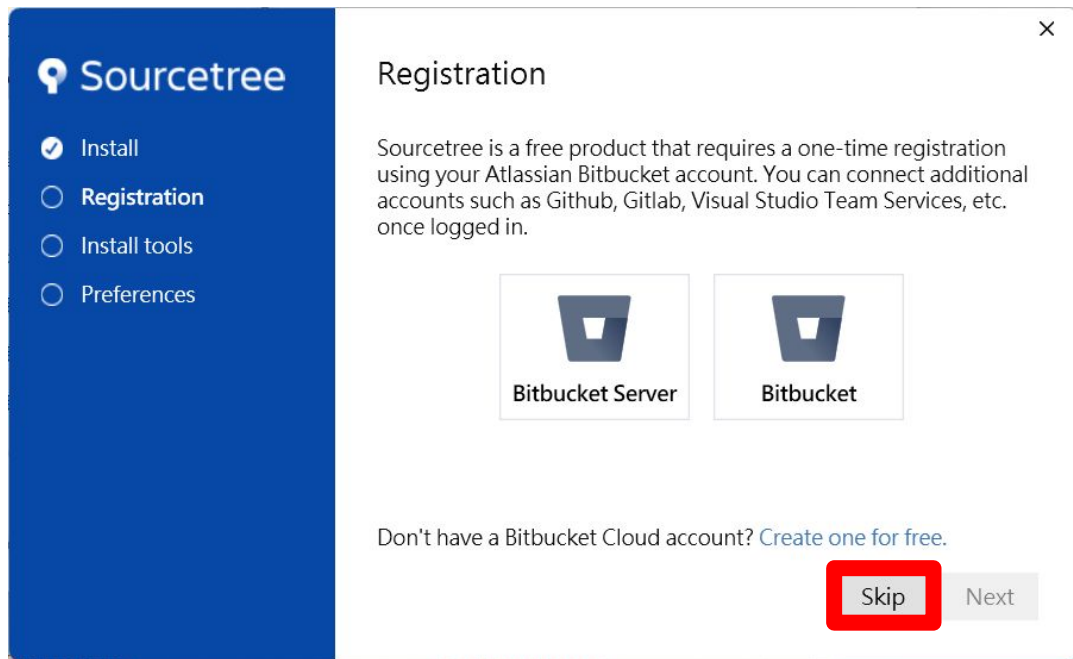 Sourcetree
Install
Registration
Install tools
Preferences
Registration
Sourcetree is a free product that requires a one-time registration
using your Atlassian Bitbucket account. You can connect additional
accounts such as Github, Gitlab, Visual Studio Team Services, etc.
once logged in.
Bitbucket Server
Bitbucket
Don't have a Bitbucket Cloud account? Create one for free.
Skip
Next